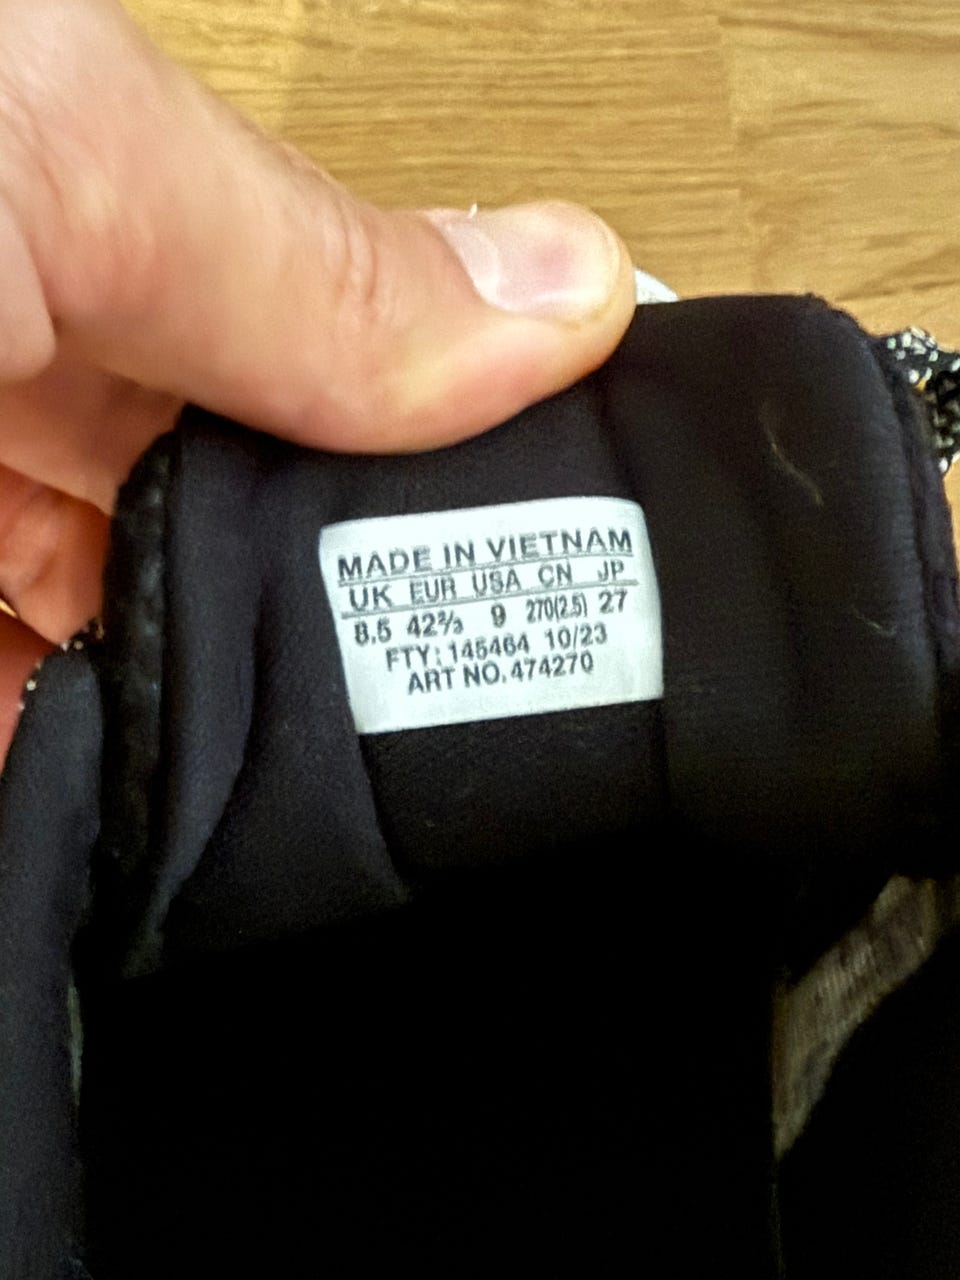 MADE IN VIETNAM
UK EUR USA CN JP
8.5 42⅔ 9 270(2.5) 27
FTY: 145464 10/23
ART NO. 474270